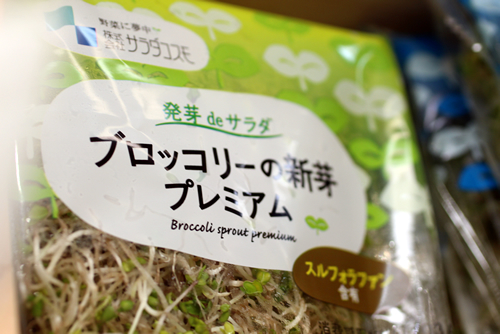 野菜に夢中
株式会社 サラダコスモ
発芽deサラダ
ブロッコリーの新芽
プレミアム
Broccoli sprout premium
スルフォラファン
含有